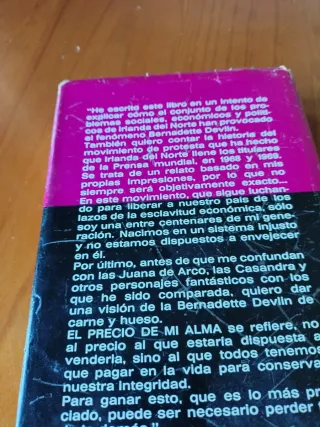 "He escrito este libro en un intento de
explicar cómo el conjunto de los pro-
blemas sociales, económicos y políti-
cos de Irlanda del Norte han provocado
el fenómeno Bernadette Devlin.
También quiero contar la historia del
movimiento de protesta que ha hecho
que Irlanda del Norte llene los titulares
de la Prensa mundial, en 1968 y 1969.
Se trata de un relato basado en mis
propias impresiones, por lo que no
siempre será objetivamente exacto...
En este movimiento, que sigue luchan-
do para liberar a nuestro país de los
lazos de la esclavitud económica, sólo
soy una entre centenares de mi gene-
ración. Nacimos en un sistema injusto
y no estamos dispuestos a envejecer
en él.
Por último, antes de que me confundan
con las Juana de Arco, las Casandra y
otros personajes fantásticos con los
que he sido comparada, quiero dar
una visión de la Bernadette Devlin de
carne y hueso.
EL PRECIO DE MI ALMA se refiere, no
al precio al que estaría dispuesta a
venderla, sino al que todos tenemos
que pagar en la vida para conserva
nuestra integridad.
Para ganar esto, que es lo más pr
ciado, puede ser necesario perder